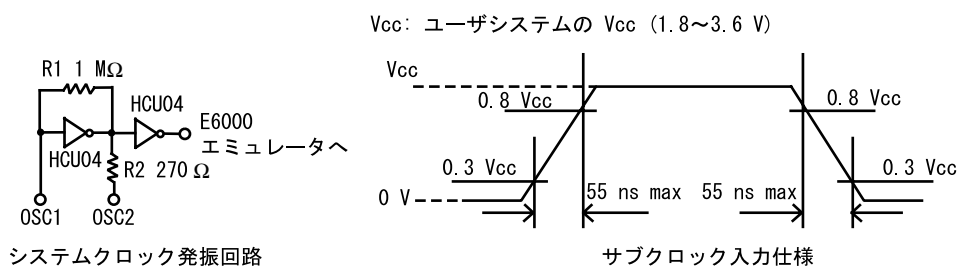 Vcc: ユーザシステムの Vcc (1.8～3.6 V)
R1 1 MΩ
HCU04
HCU04
E6000
エミュレータへ
R2 270 Ω
OSC1
OSC2
システムクロック発振回路
Vcc
0.8 Vcc
0.8 Vcc
0.3 Vcc
0.3 Vcc
0 V
55 ns max
55 ns max
サブクロック入力仕様